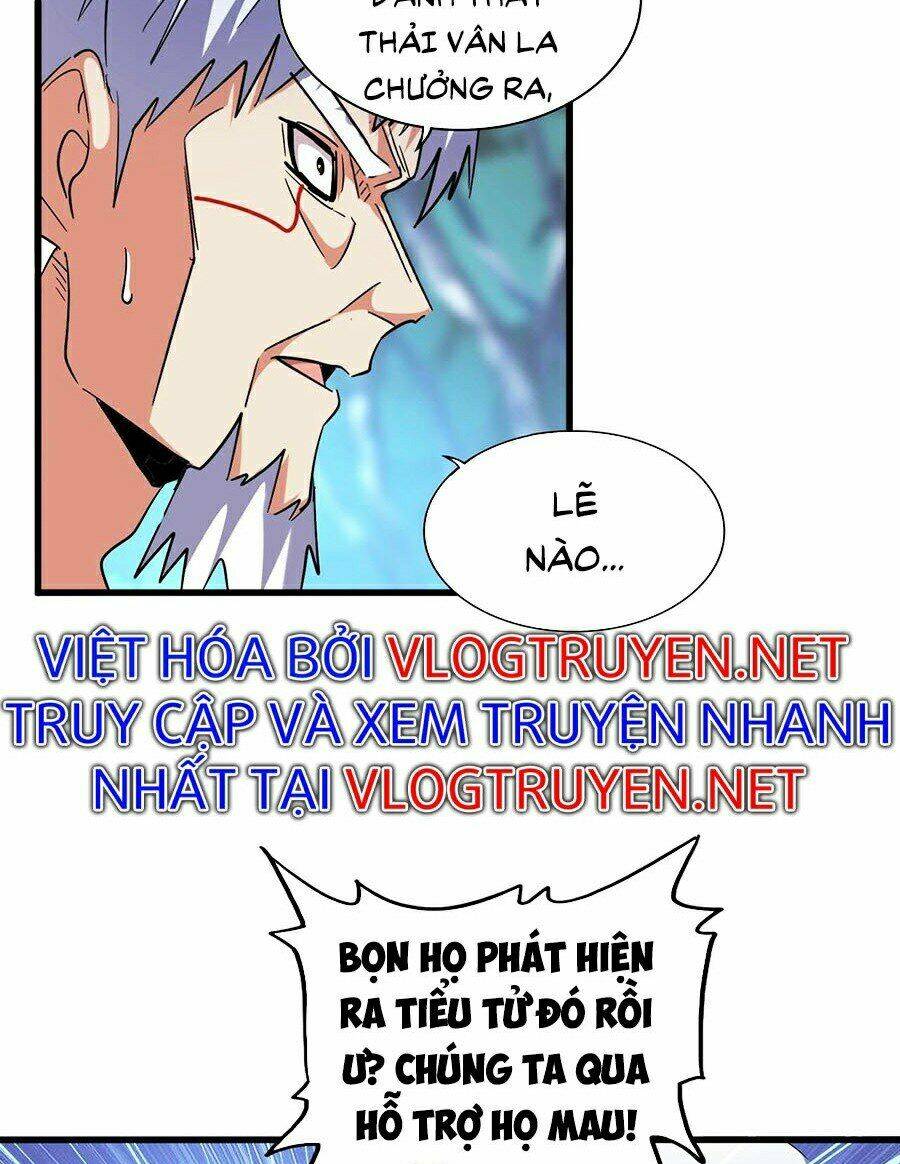 THẢI VÂN LA
CHƯỞNG RA,
LẼ
NÀO...
VIỆT HÓA BỞI VLOGTRUYEN.NET
TRUY CẬP VÀ XEM TRUYỆN NHANH
NHẤT TẠI VLOGTRUYEN.NET
BỌN HỌ PHÁT HIỆN
RA TIỂU TỬ ĐÓ RỒI
Ư? CHÚNG TA QUA
HỖ TRỢ HỌ MAU!